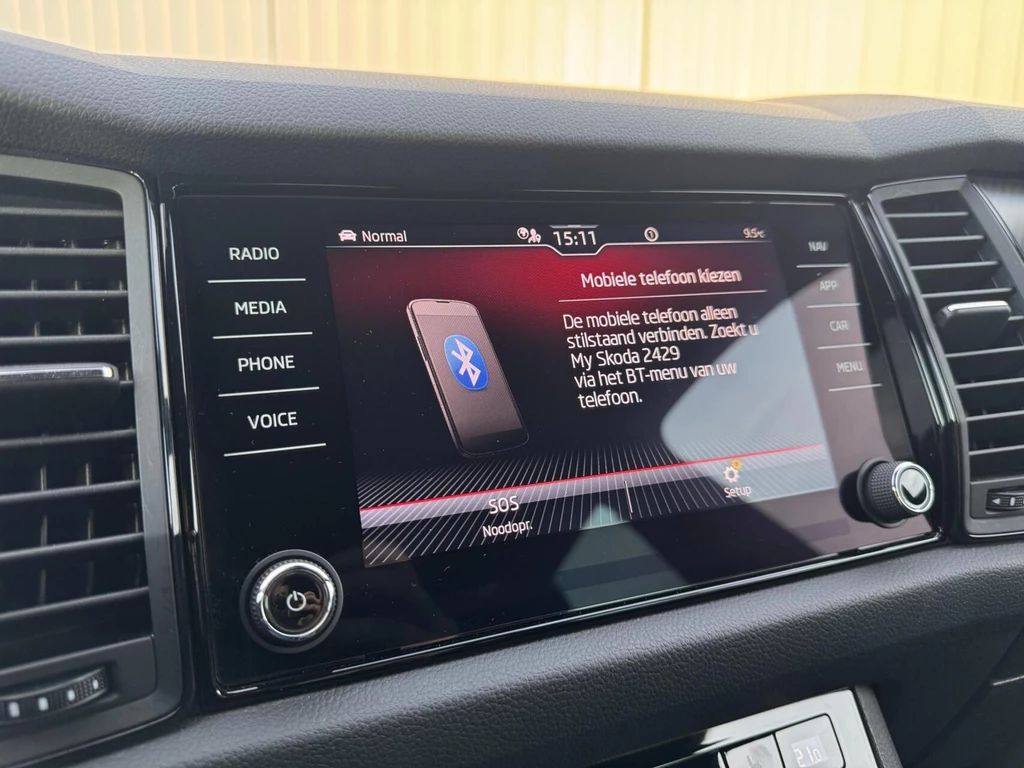 RADIO
MEDIA
PHONE
VOICE
Normal
15:11
1
9.5°C
Mobiele telefoon kiezen
De mobiele telefoon alleen
stilstaand verbinden. Zoekt u
My Skoda 2429
via het BT-menu van uw
telefoon.
SOS
Noodopr.
Setup
NAV
APP
CAR
MENU